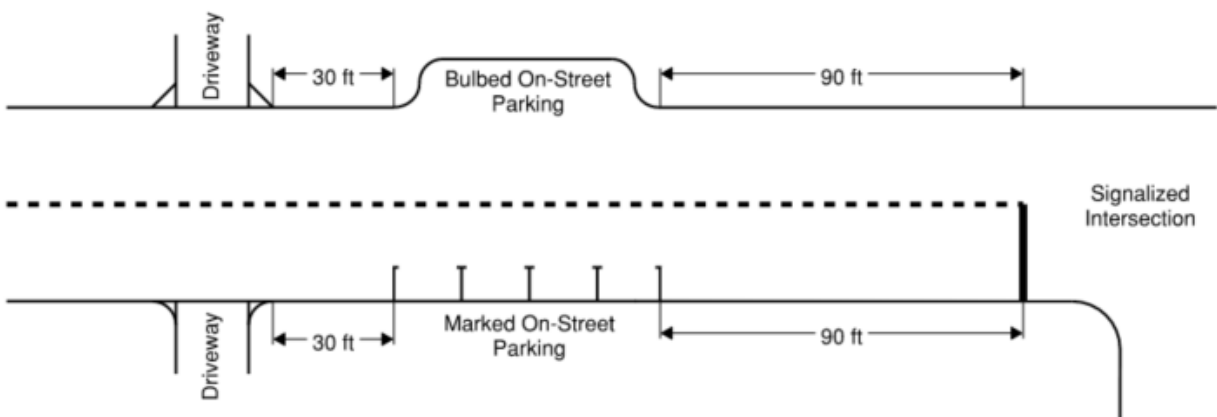 Driveway
30 ft
Bulbed On-Street
Parking
90 ft
Signalized
Intersection
Driveway
30 ft
Marked On-Street
Parking
90 ft